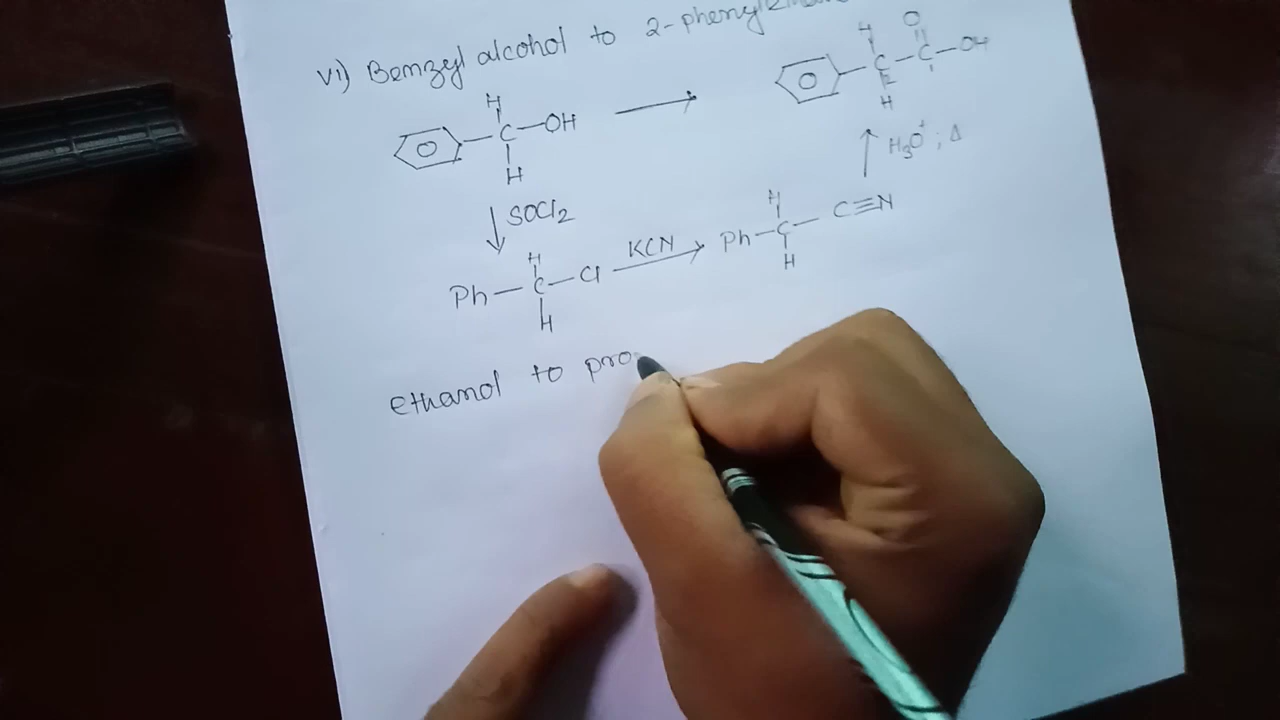 vi) Benzyl alcohol to 2-phenyl
H H O
C—OH C—C—OH
H H
SOCl2 H3O+ ; Δ
H KCN H
Ph—C—Cl Ph—C—C≡N
H H
ethanol to pro